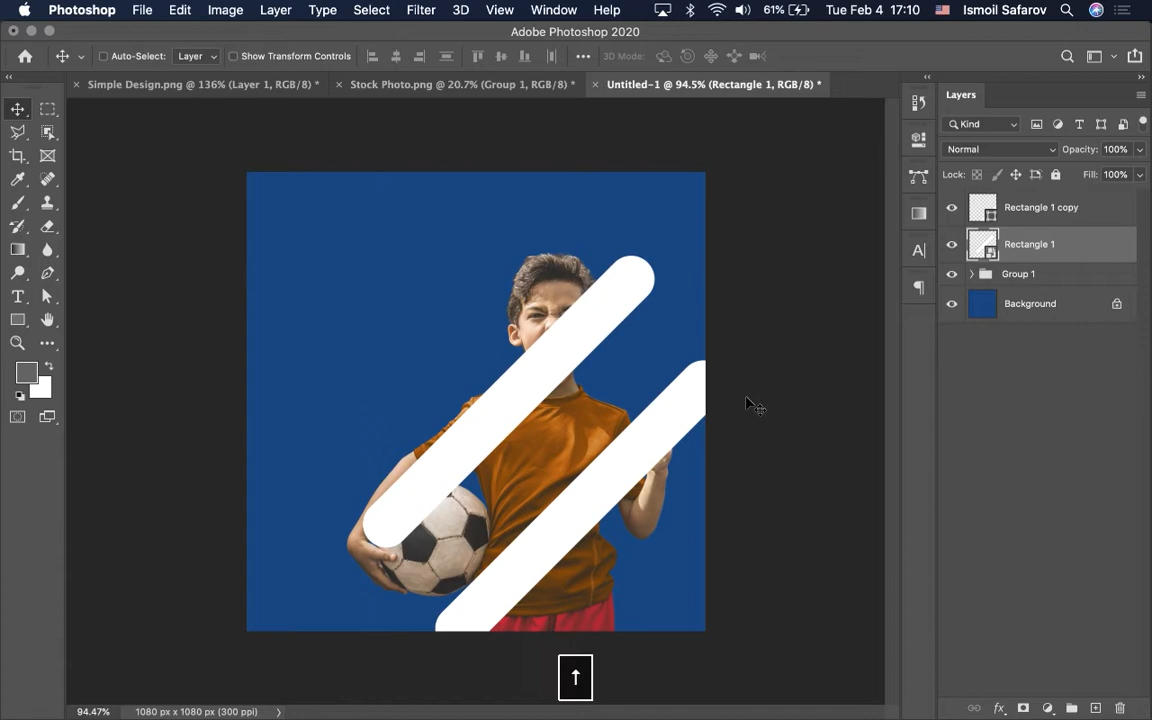 Photoshop File Edit Image Layer Type Select Filter 3D View Window Help 61% Tue Feb 4 17:10 Ismoil Safarov
Adobe Photoshop 2020
Auto-Select: Layer Show Transform Controls ••• 3D Mode:
× Simple Design.png @ 136% (Layer 1, RGB/8) * × Stock Photo.png @ 20.7% (Group 1, RGB/8) * × Untitled-1 @ 94.5% (Rectangle 1, RGB/8) *
Layers
Kind
Normal Opacity: 100%
Lock: Fill: 100%
Rectangle 1 copy
Rectangle 1
Group 1
Background
↑
94.47% 1080 px x 1080 px (300 ppi)